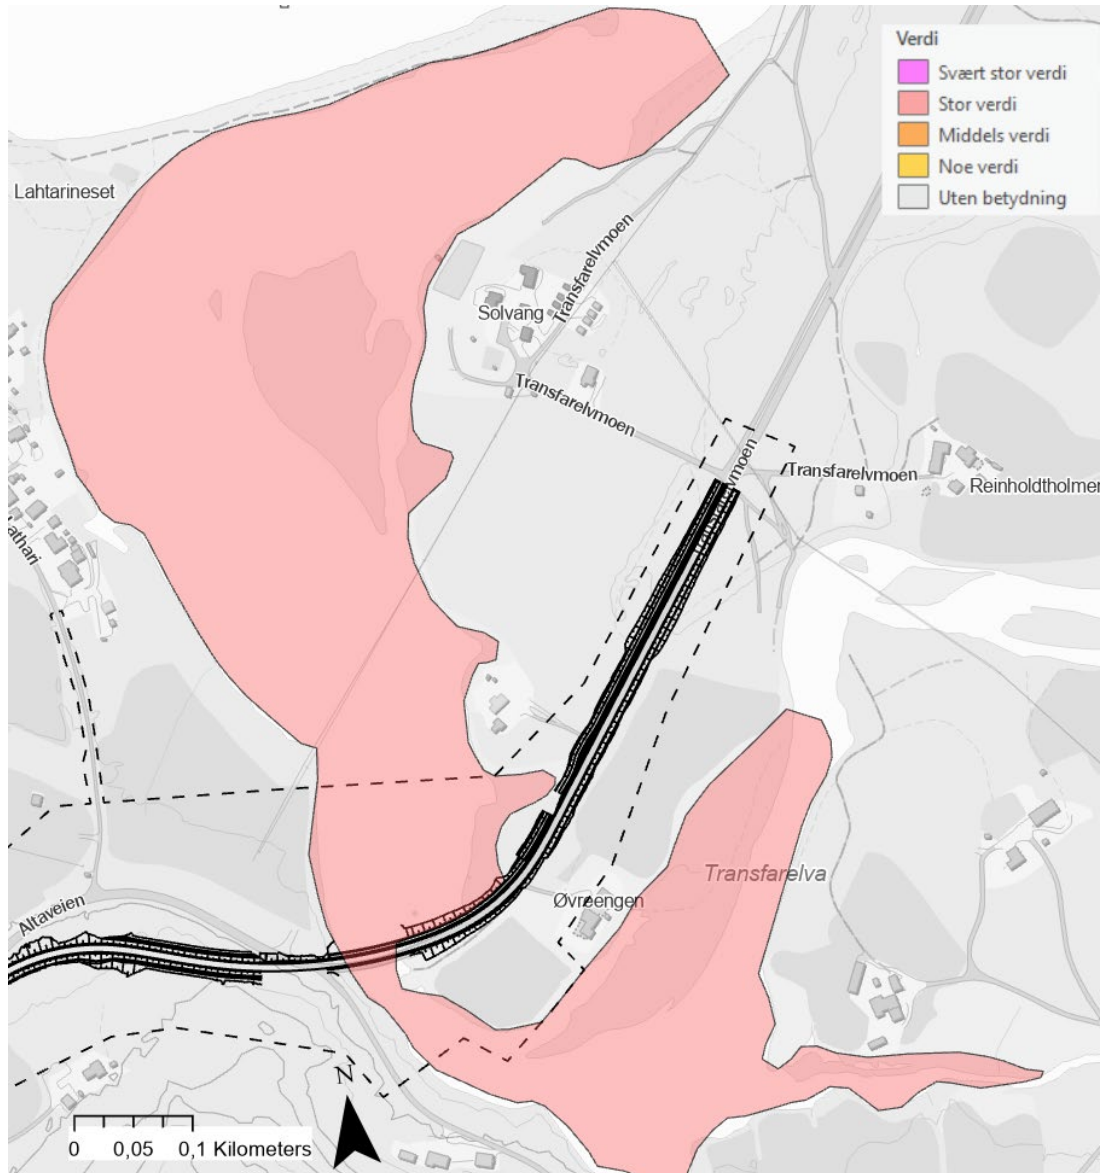 Verdi
Svært stor verdi
Stor verdi
Middels verdi
Noe verdi
Uten betydning
Lahtarineset
Solvang
Transfarelvmoen
Transfarelvmoen
Transfarelvmoen
Reinholdtholmen
Altaveien
Øvreengen
Transfarelva
N
0 0,05 0,1 Kilometers